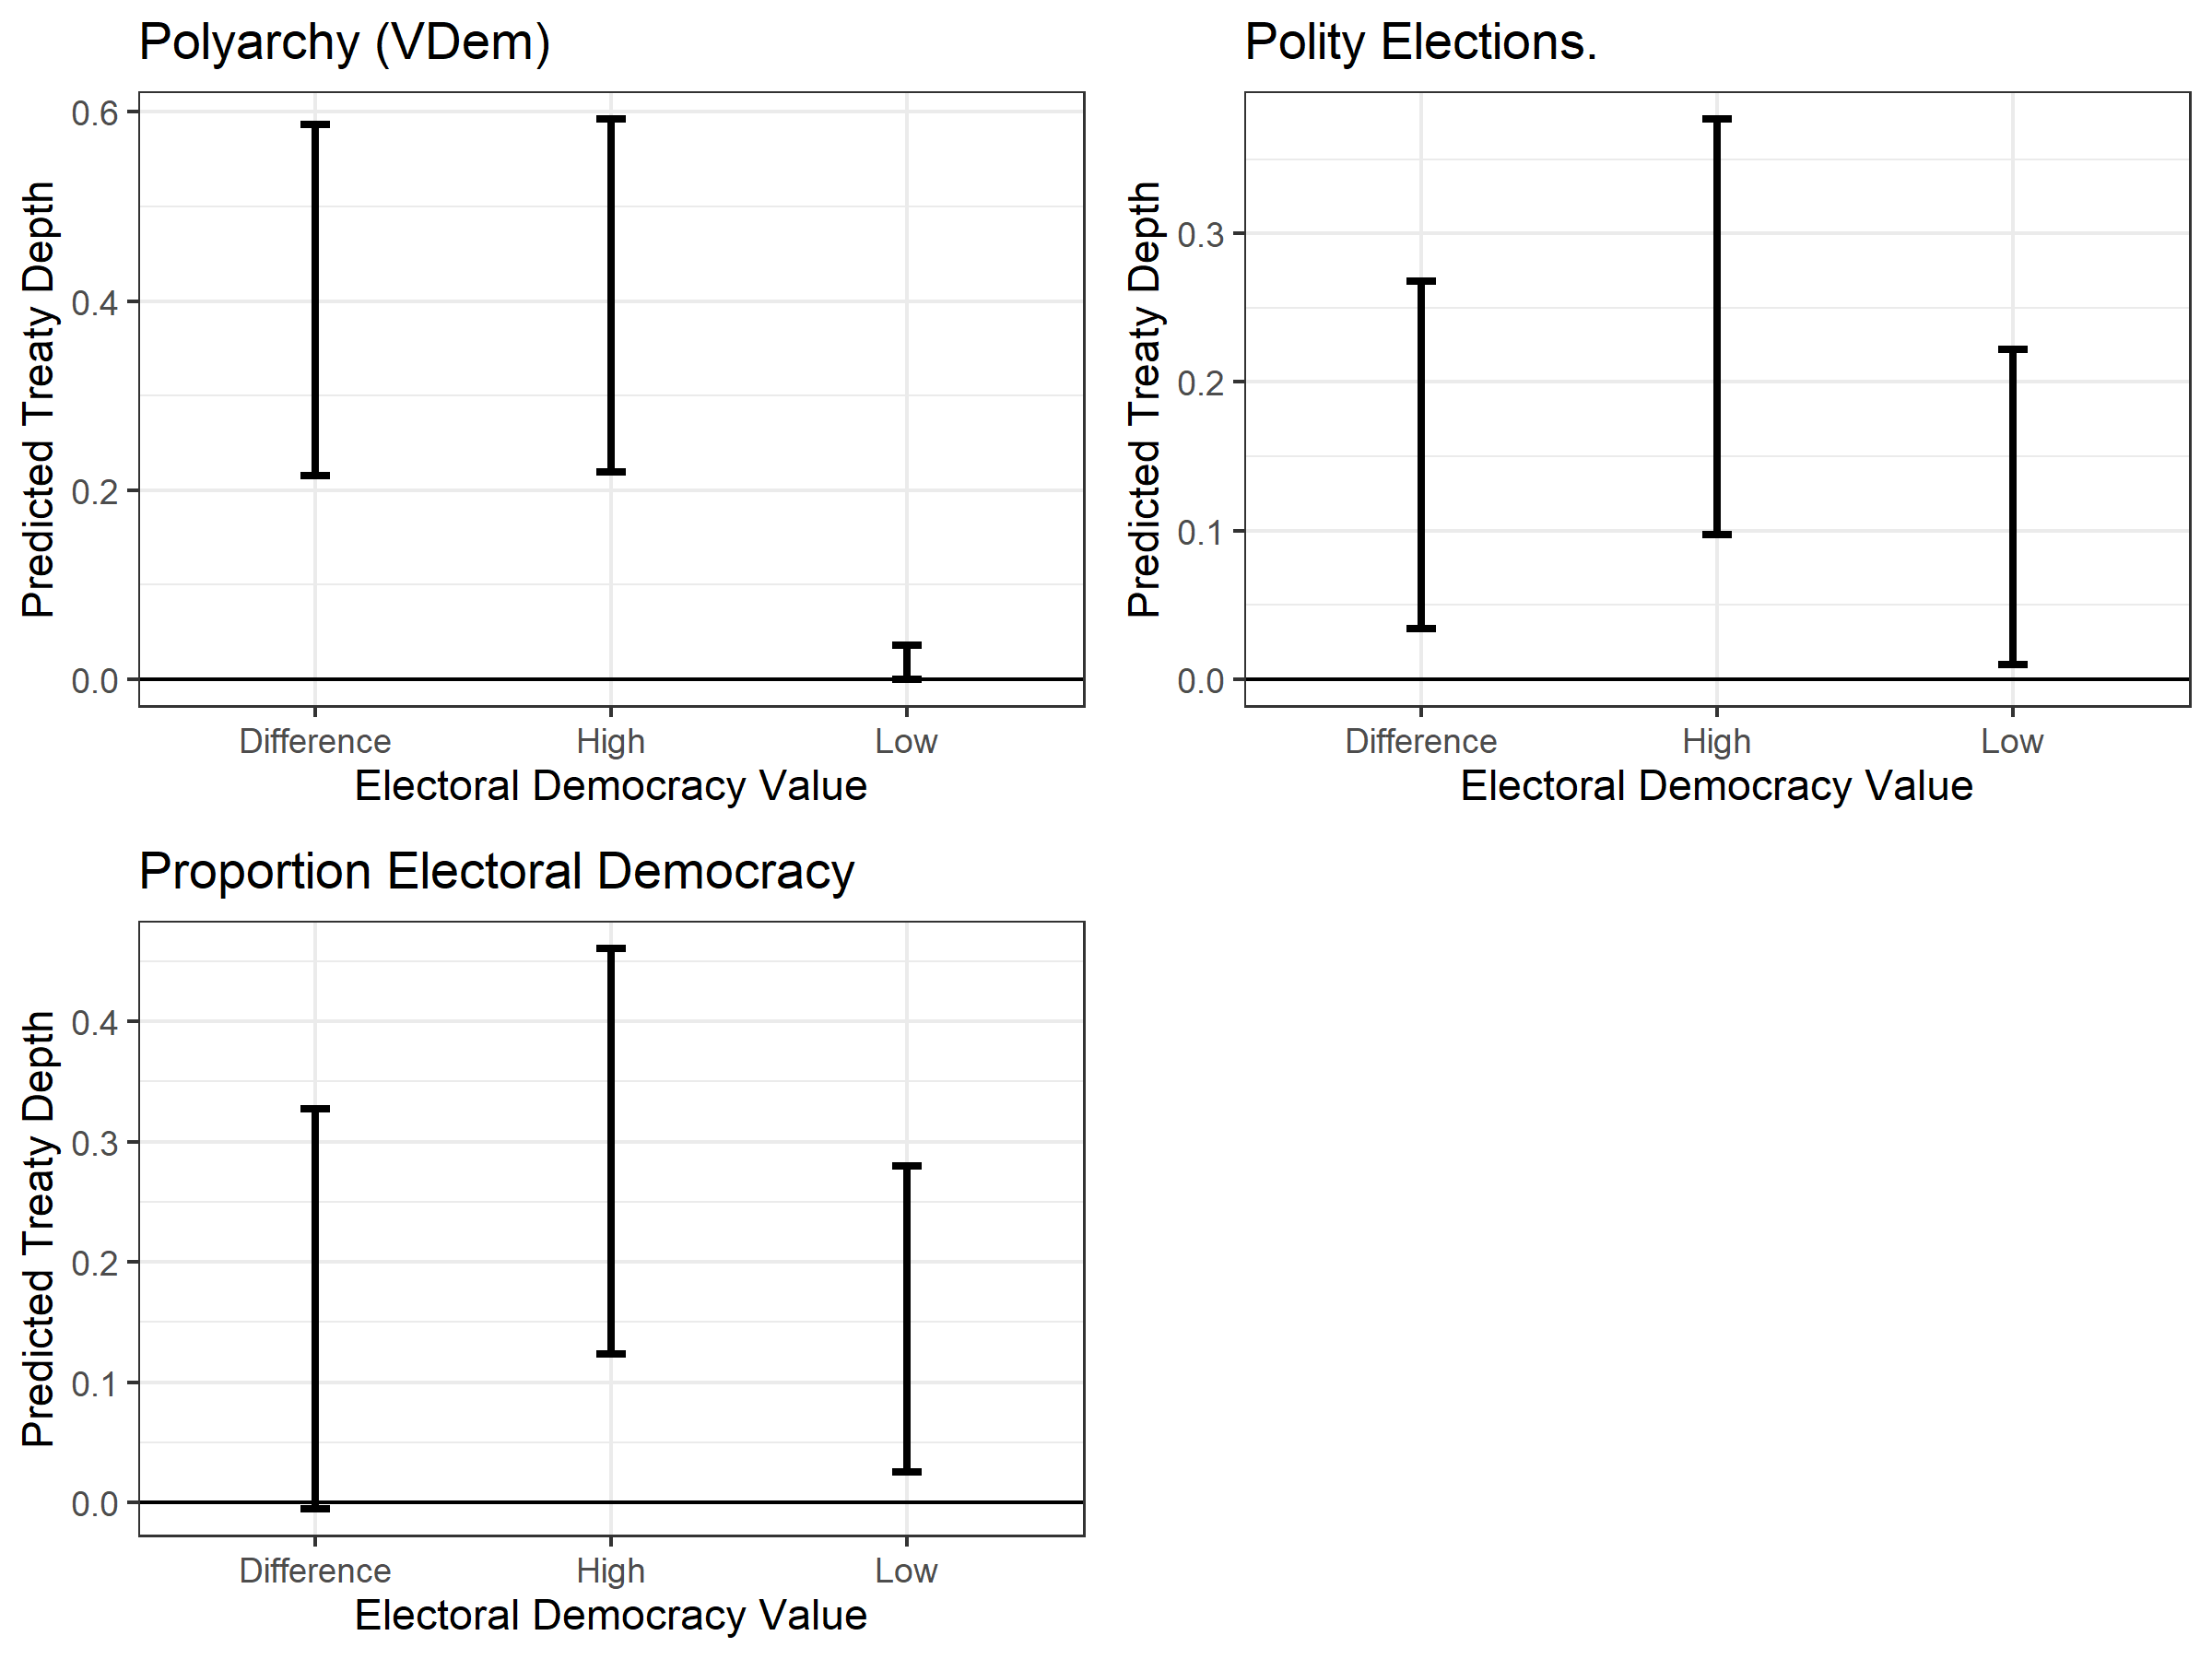 Polyarchy (VDem)
Predicted Treaty Depth
0.6
0.4
0.2
0.0
Difference High Low
Electoral Democracy Value
Polity Elections.
Predicted Treaty Depth
0.3
0.2
0.1
0.0
Difference High Low
Electoral Democracy Value
Proportion Electoral Democracy
Predicted Treaty Depth
0.4
0.3
0.2
0.1
0.0
Difference High Low
Electoral Democracy Value